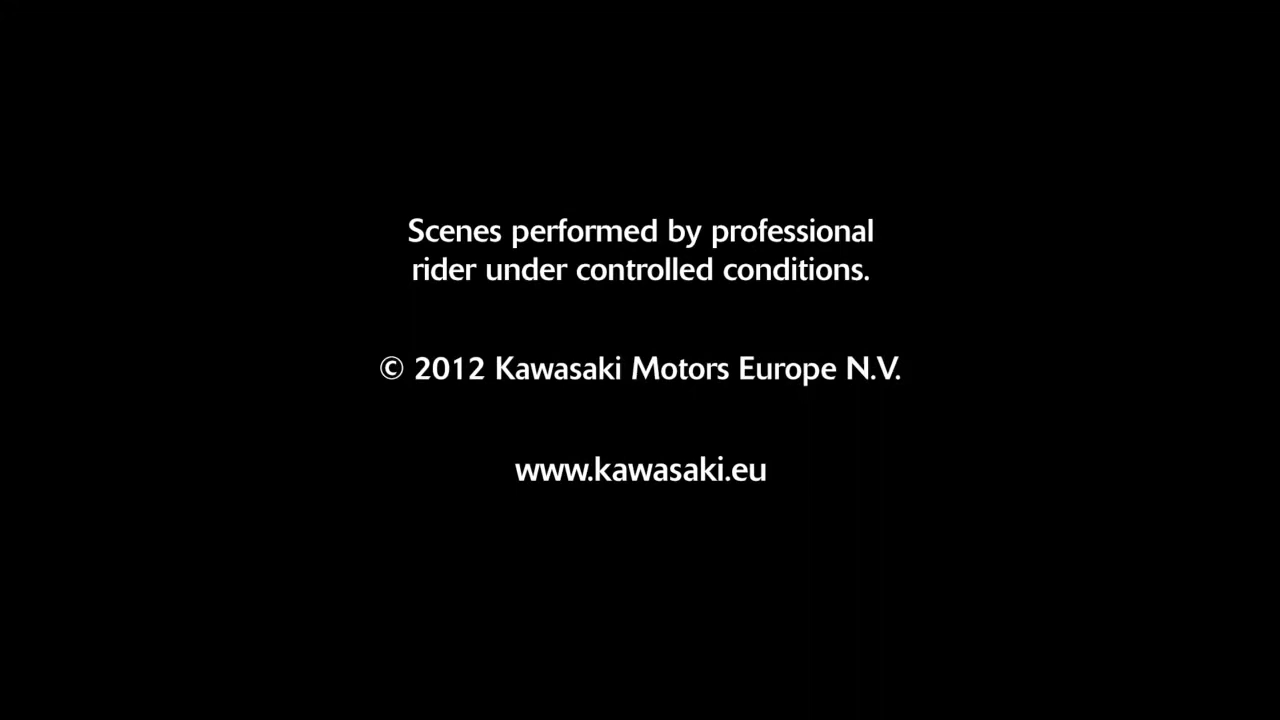 Scenes performed by professional
rider under controlled conditions.
© 2012 Kawasaki Motors Europe N.V.
www.kawasaki.eu